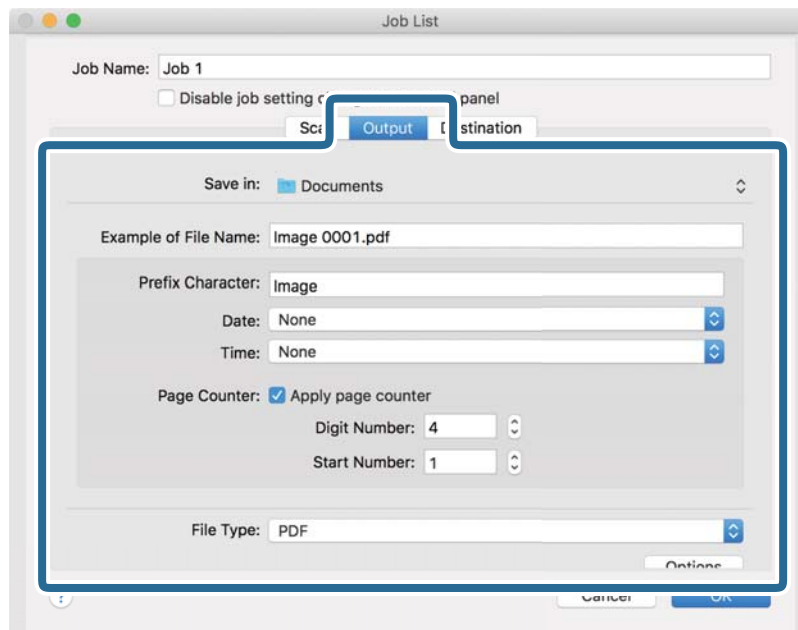 Job List
Job Name: Job 1
Disable job setting panel
Output
Save in: Documents
Example of File Name: Image 0001.pdf
Prefix Character: Image
Date: None
Time: None
Page Counter: Apply page counter
Digit Number: 4
Start Number: 1
File Type: PDF
Options
Cancel OK
?